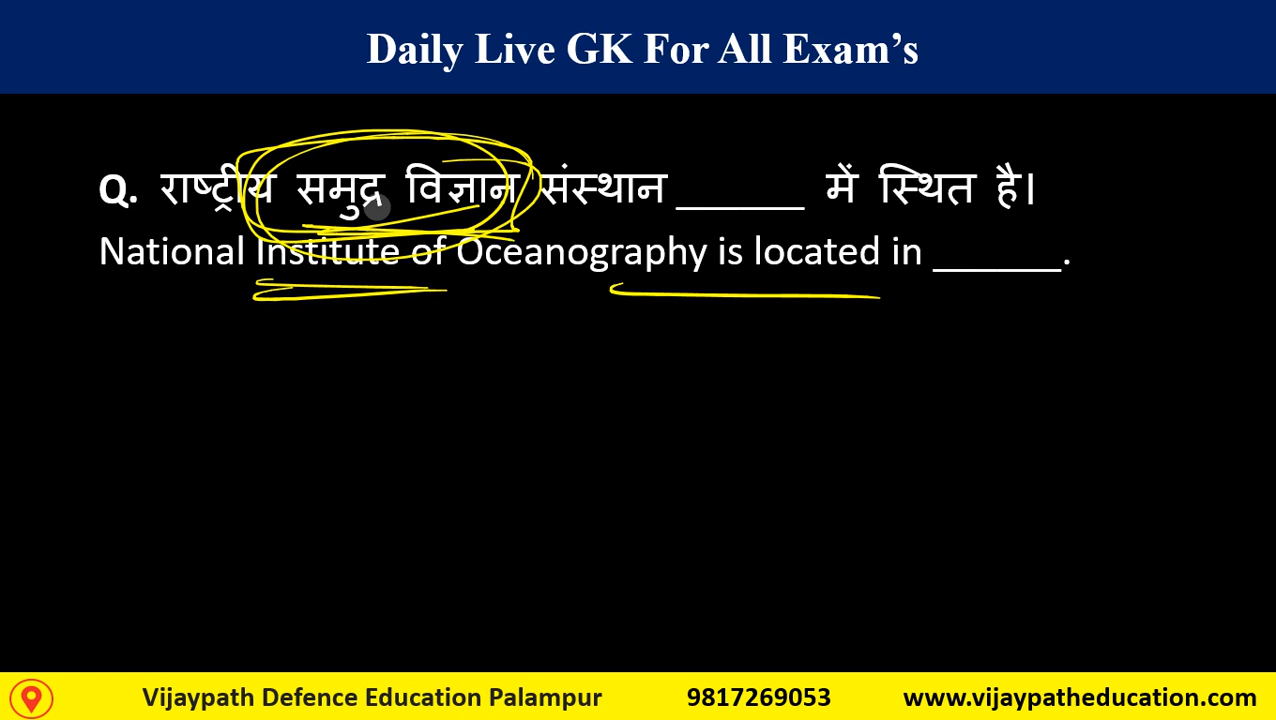 Daily Live GK For All Exam’s
Q. राष्ट्रीय समुद्र विज्ञान संस्थान ______ में स्थित है।
National Institute of Oceanography is located in ______.
Vijaypath Defence Education Palampur 9817269053 www.vijaypatheducation.com